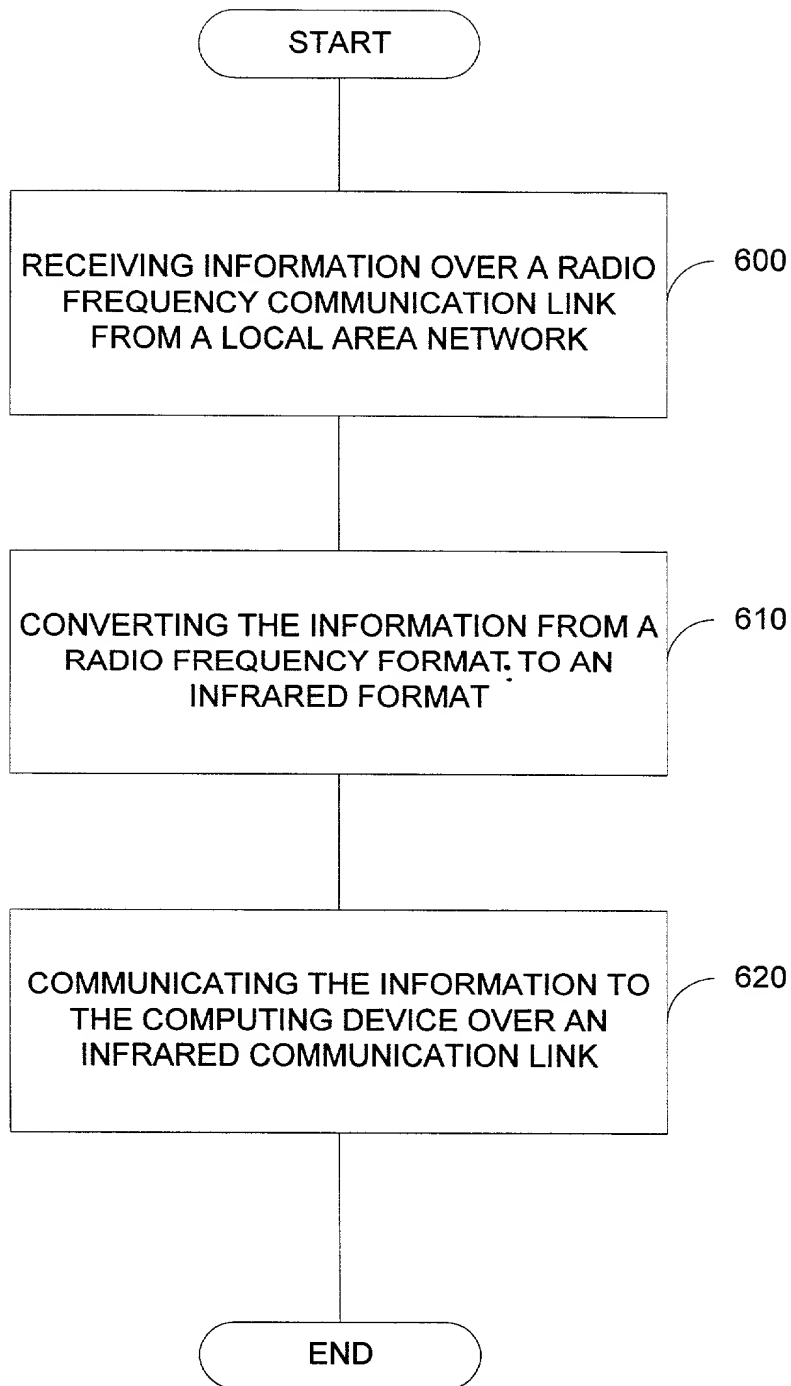 START
RECEIVING INFORMATION OVER A RADIO
FREQUENCY COMMUNICATION LINK
FROM A LOCAL AREA NETWORK
600
CONVERTING THE INFORMATION FROM A
RADIO FREQUENCY FORMAT TO AN
INFRARED FORMAT
610
COMMUNICATING THE INFORMATION TO
THE COMPUTING DEVICE OVER AN
INFRARED COMMUNICATION LINK
620
END